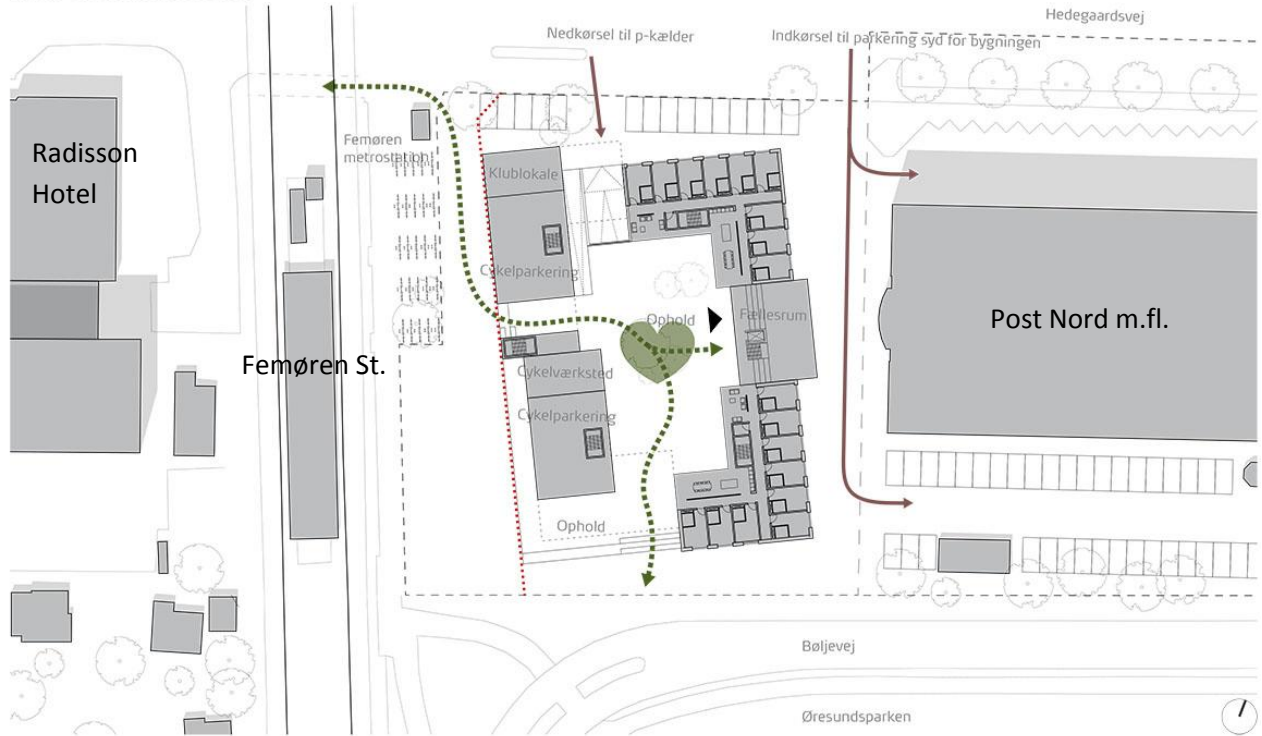 Hedegaardsvej
Nedkørsel til p-kælder
Indkørsel til parkering syd for bygningen
Radisson
Hotel
Femøren
metrostation
Klublokale
Cykelparkering
Ophold
Fællesrum
Post Nord m.fl.
Femøren St.
Cykelværksted
Cykelparkering
Ophold
Bøljevej
Øresundsparken